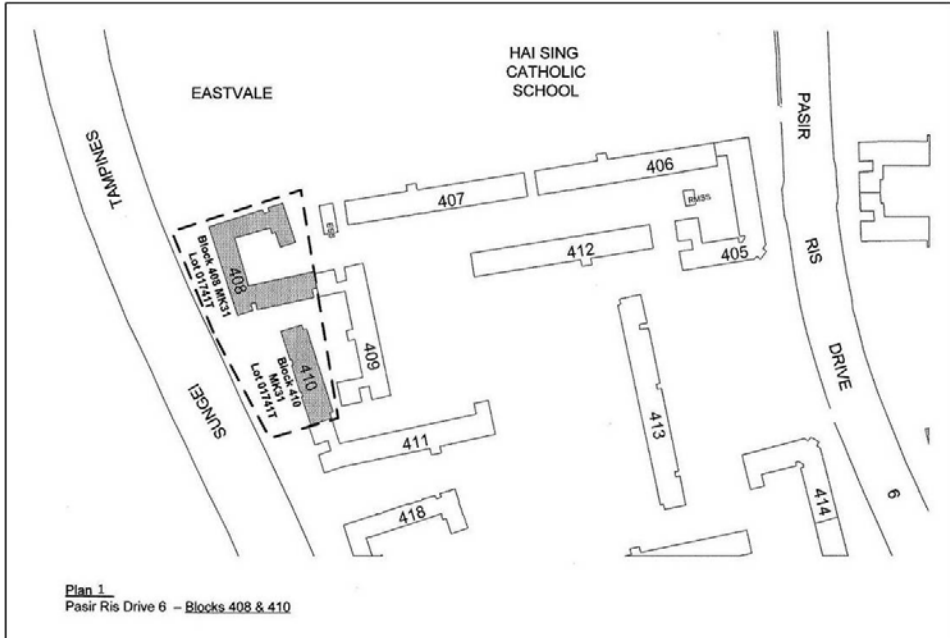 HAI SING
CATHOLIC
SCHOOL
EASTVALE
PASIR
TAMPINES
406
407
RMSS
ESS
412
405
RIS
Block 408 MK31
Lot 01741T
408
409
DRIVE
410
Block 410
MK31
Lot 01741T
SUNGEI
413
411
414
6
418
Plan 1
Pasir Ris Drive 6 – Blocks 408 & 410